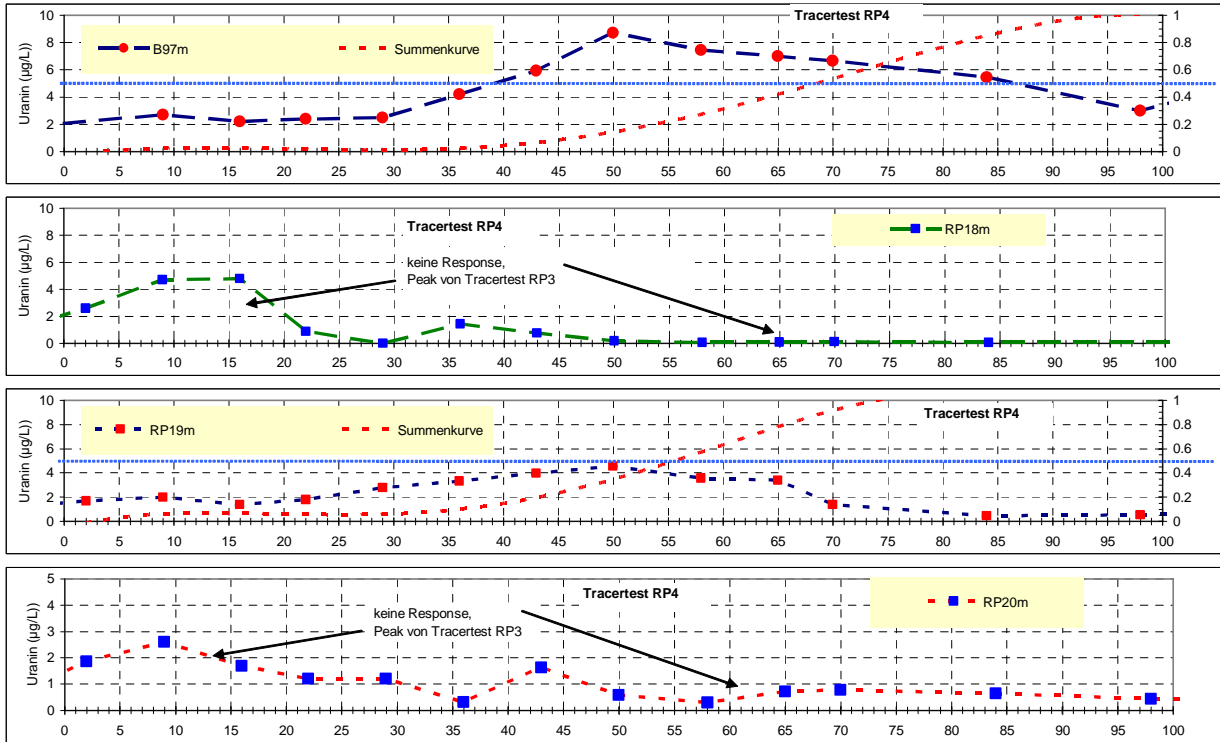 Tracertest RP4
B97m
Summenkurve
Uranin (µg/L))
10
8
6
4
2
0
1
0.8
0.6
0.4
0.2
0
0 5 10 15 20 25 30 35 40 45 50 55 60 65 70 75 80 85 90 95 100
Tracertest RP4
RP18m
keine Response,
Peak von Tracertest RP3
Uranin (µg/L))
10
8
6
4
2
0
0 5 10 15 20 25 30 35 40 45 50 55 60 65 70 75 80 85 90 95 100
Tracertest RP4
RP19m
Summenkurve
Uranin (µg/L))
10
8
6
4
2
0
1
0.8
0.6
0.4
0.2
0
0 5 10 15 20 25 30 35 40 45 50 55 60 65 70 75 80 85 90 95 100
Tracertest RP4
RP20m
keine Response,
Peak von Tracertest RP3
Uranin (µg/L))
5
4
3
2
1
0
0 5 10 15 20 25 30 35 40 45 50 55 60 65 70 75 80 85 90 95 100